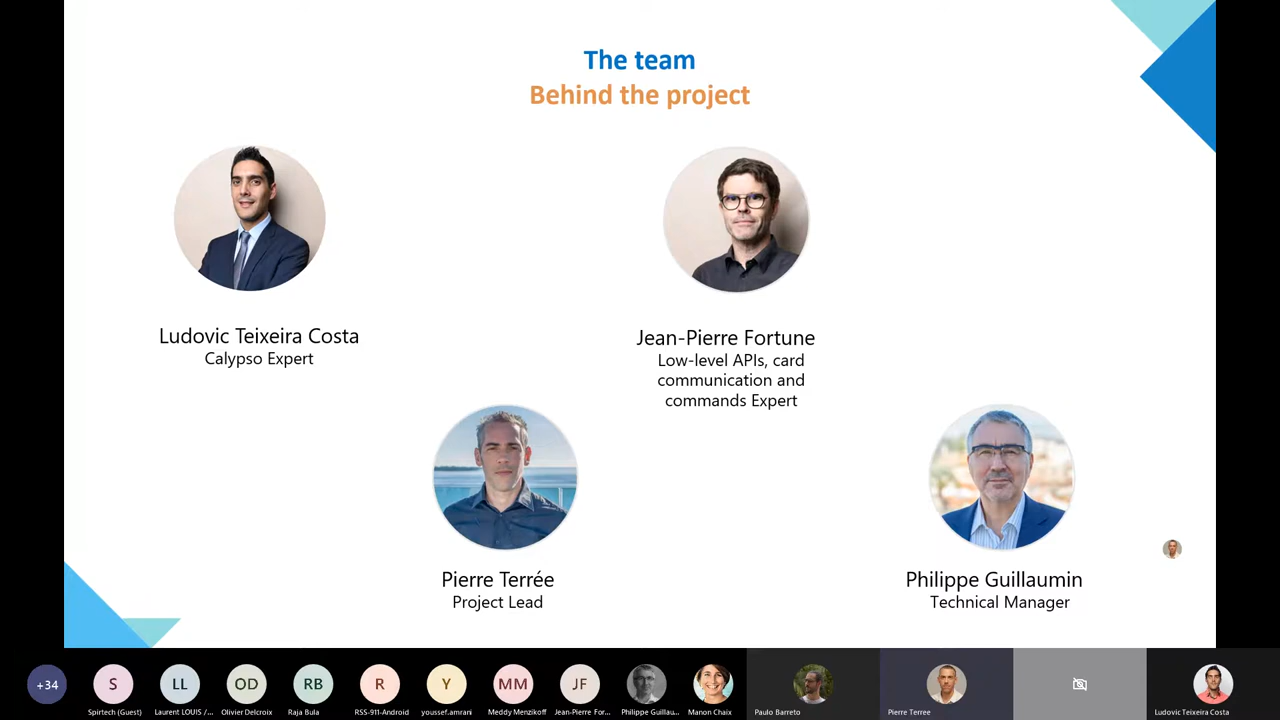 The team
Behind the project
Ludovic Teixeira Costa
Calypso Expert
Jean-Pierre Fortune
Low-level APIs, card
communication and
commands Expert
Pierre Terrée
Project Lead
Philippe Guillaumin
Technical Manager
+34
S
LL
OD
RB
R
Y
MM
JF
Spirtech (Guest)
Laurent LOUIS /...
Olivier Delcroix
Raja Bula
RSS-911-Android
youssef.amrani
Meddy Menzikoff
Jean-Pierre For...
Philippe Guillau...
Manon Chaix
Paulo Barreto
Pierre Terree
Ludovic Teixeira Costa